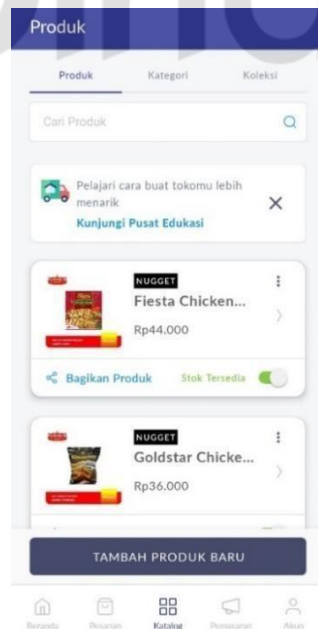 Produk
Produk
Kategori
Koleksi
Cari Produk
Pelajari cara buat tokomu lebih
menarik
Kunjungi Pusat Edukasi
NUGGET
Fiesta Chicken...
Rp44.000
Bagikan Produk
Stok Tersedia
NUGGET
Goldstar Chicke...
Rp36.000
TAMBAH PRODUK BARU
Beranda
Pesanan
Katalog
Pemasaran
Akun